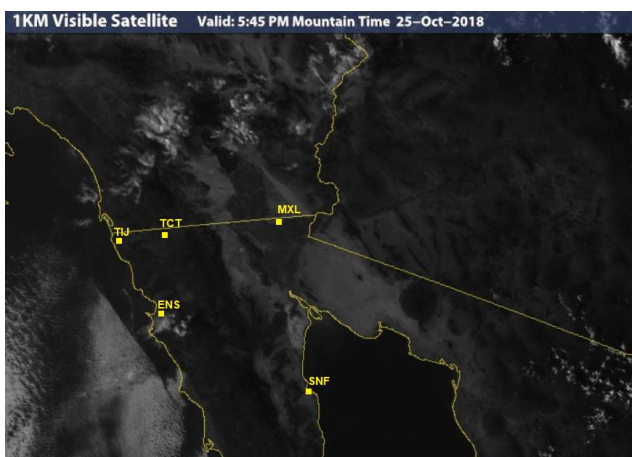 1KM Visible Satellite Valid: 5:45 PM Mountain Time 25-Oct-2018
MXL
TCT
TIJ
ENS
SNF